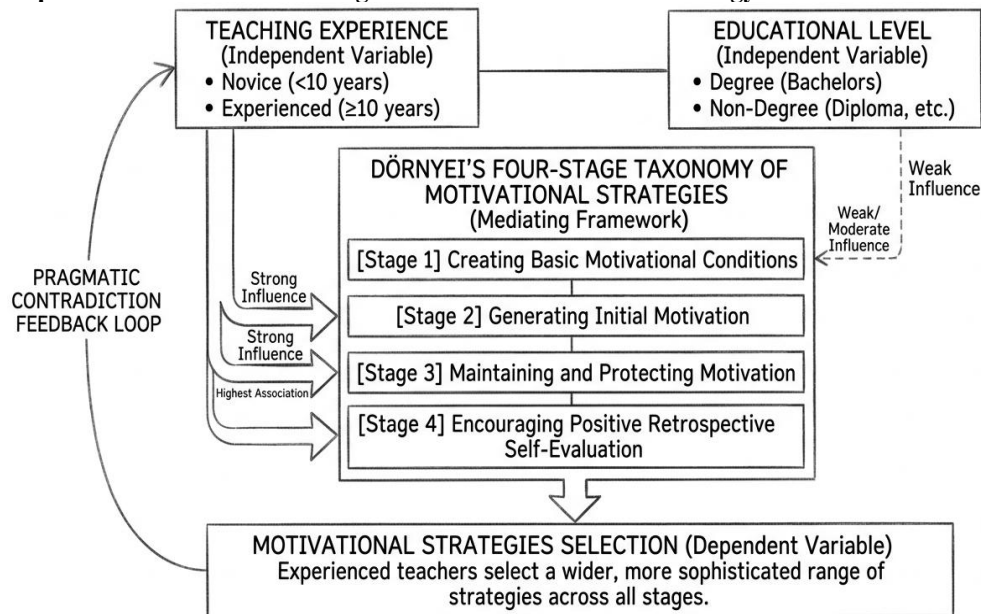 TEACHING EXPERIENCE
(Independent Variable)
• Novice (<10 years)
• Experienced (≥10 years)
EDUCATIONAL LEVEL
(Independent Variable)
• Degree (Bachelors)
• Non-Degree (Diploma, etc.)
Weak
Influence
DÖRNYEI'S FOUR-STAGE TAXONOMY OF
MOTIVATIONAL STRATEGIES
(Mediating Framework)
Weak/
Moderate
Influence
[Stage 1] Creating Basic Motivational Conditions
PRAGMATIC
CONTRADICTION
FEEDBACK LOOP
Strong
Influence
[Stage 2] Generating Initial Motivation
Strong
Influence
[Stage 3] Maintaining and Protecting Motivation
Highest Association
[Stage 4] Encouraging Positive Retrospective
Self-Evaluation
MOTIVATIONAL STRATEGIES SELECTION (Dependent Variable)
Experienced teachers select a wider, more sophisticated range of
strategies across all stages.